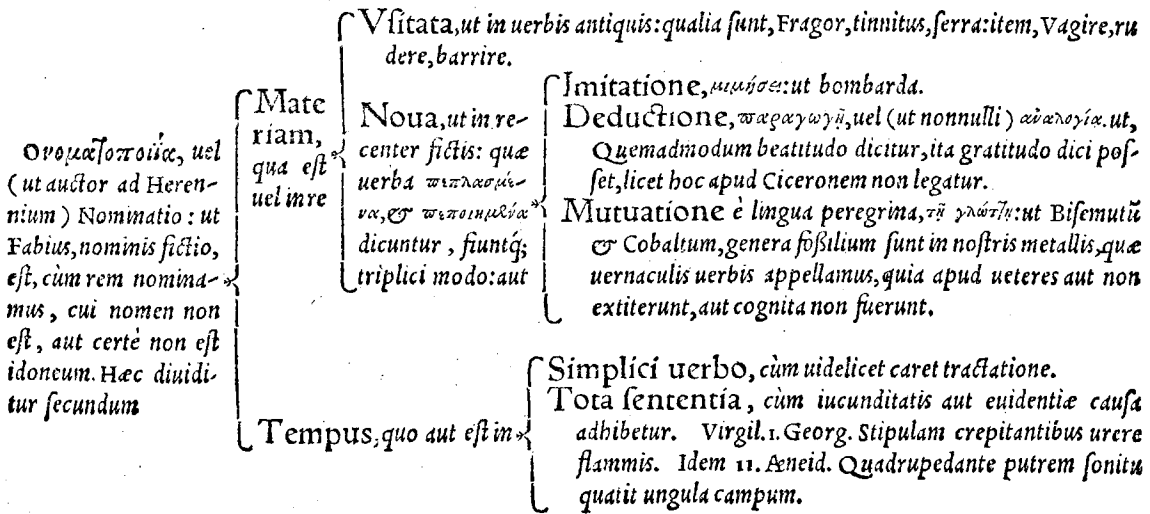 Ονοματοποιΐα, uel
(ut auctor ad Heren-
nium) Nominatio: ut
Fabius, nominis fictio,
eſt, cùm rem nomina-
mus, cui nomen non
eſt, aut certè non eſt
idoneum. Hæc diuidi-
tur ſecundum
Mate
riam,
qua eſt
uel in re
Vſitata, ut in uerbis antiquis: qualia ſunt, Fragor, tinnitus, ſerra: item, Vagire, ru
dere, barrire.
Noua, ut in re-
center fictis: quæ
uerba πεπλασμέ-
να, & πεποιημένα
dicuntur, fiuntq́;
triplici modo: aut
Imitatione, μιμήσει: ut bombarda.
Deductione, παραγωγῇ, uel (ut nonnulli) ἀναλογία. ut,
Quemadmodum beatitudo dicitur, ita gratitudo dici poſ-
ſet, licet hoc apud Ciceronem non legatur.
Mutuatione è lingua peregrina, τῇ γλώττῃ: ut Biſemutũ
& Cobaltum, genera foßilium ſunt in noſtris metallis, quæ
uernaculis uerbis appellamus, quia apud ueteres aut non
extiterunt, aut cognita non fuerunt.
Tempus, quo aut eſt in
Simplici uerbo, cùm uidelicet caret tractatione.
Tota ſententia, cùm iucunditatis aut euidentiæ cauſa
adhibetur. Virgil. 1. Georg. Stipulam crepitantibus urere
flammis. Idem 11. Æneid. Quadrupedante putrem ſonitu
quatit ungula campum.